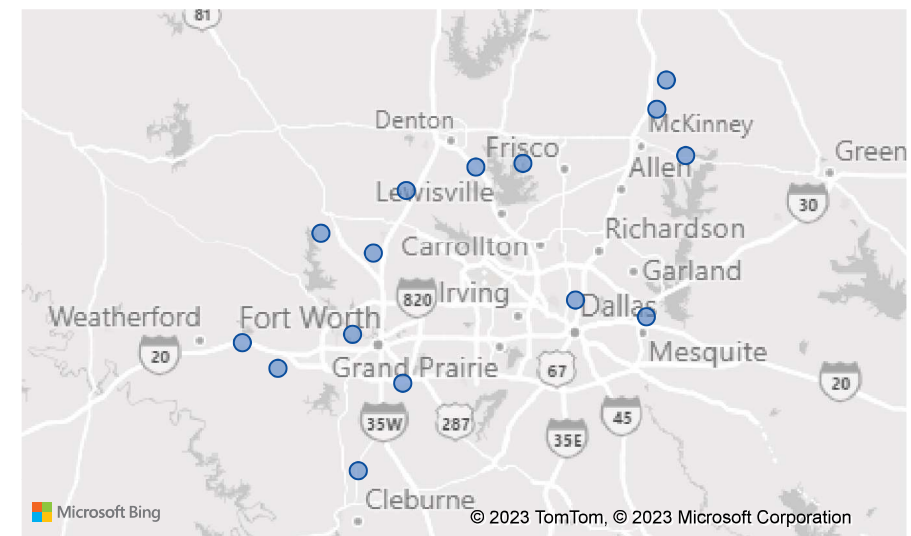 81
Denton
McKinney
Frisco
Allen
Green
Lewisville
30
Richardson
Carrollton
Garland
820
Irving
Weatherford
Fort Worth
Dallas
20
Grand Prairie
67
Mesquite
20
35W
287
35E
45
Cleburne
Microsoft Bing
© 2023 TomTom, © 2023 Microsoft Corporation